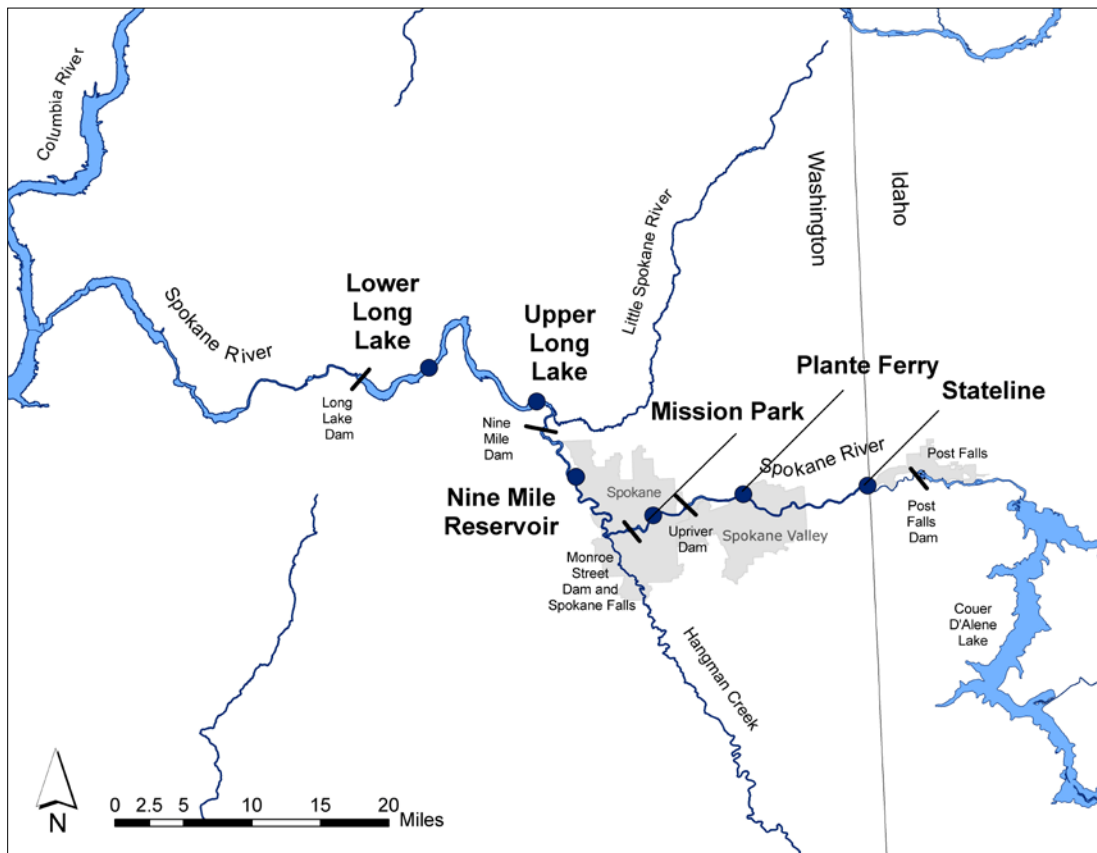 Columbia River
Washington
Idaho
Little Spokane River
Spokane River
Lower
Long
Lake
Upper
Long
Lake
Plante Ferry
Stateline
Mission Park
Long
Lake
Dam
Nine
Mile
Dam
Spokane River
Post Falls
Nine Mile
Reservoir
Spokane
Upriver
Dam
Spokane Valley
Post
Falls
Dam
Monroe
Street
Dam and
Spokane Falls
Couer
D'Alene
Lake
Hangman Creek
N
0 2.5 5 10 15 20
Miles